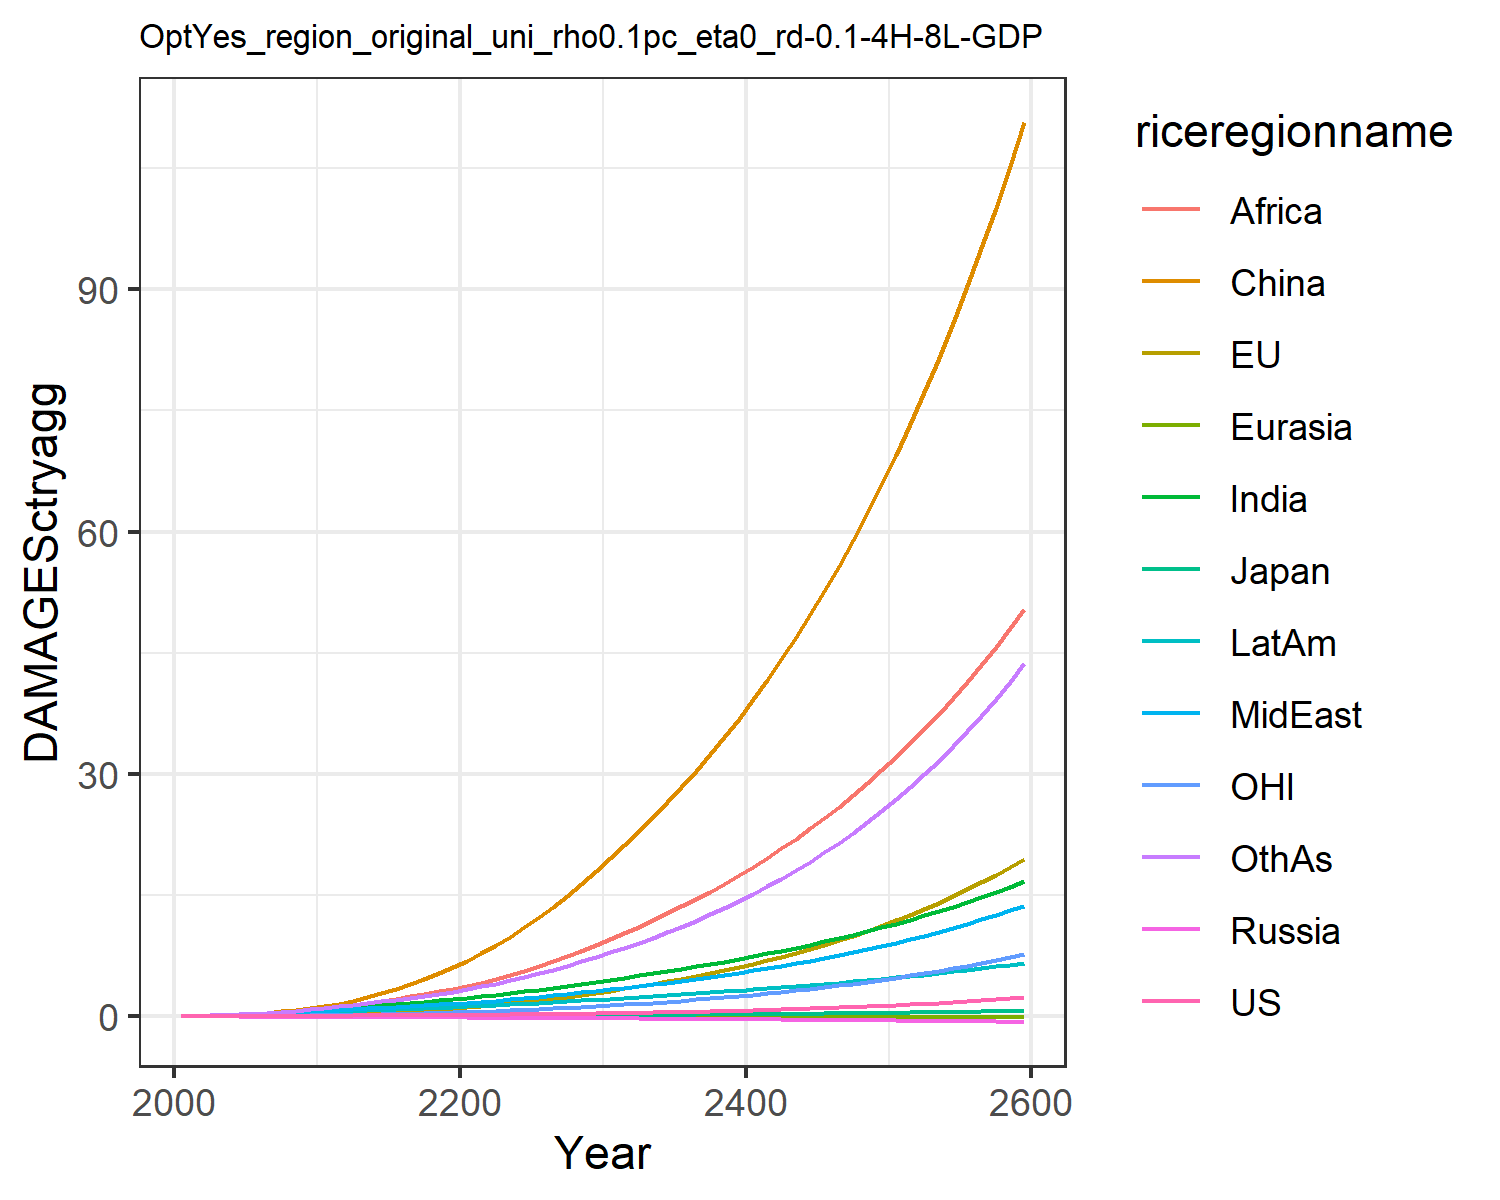 OptYes_region_original_uni_rho0.1pc_eta0_rd-0.1-4H-8L-GDP
riceregionname
Africa
China
EU
Eurasia
India
Japan
LatAm
MidEast
OHI
OthAs
Russia
US
DAMAGESctryagg
90
60
30
0
2000
2200
2400
2600
Year